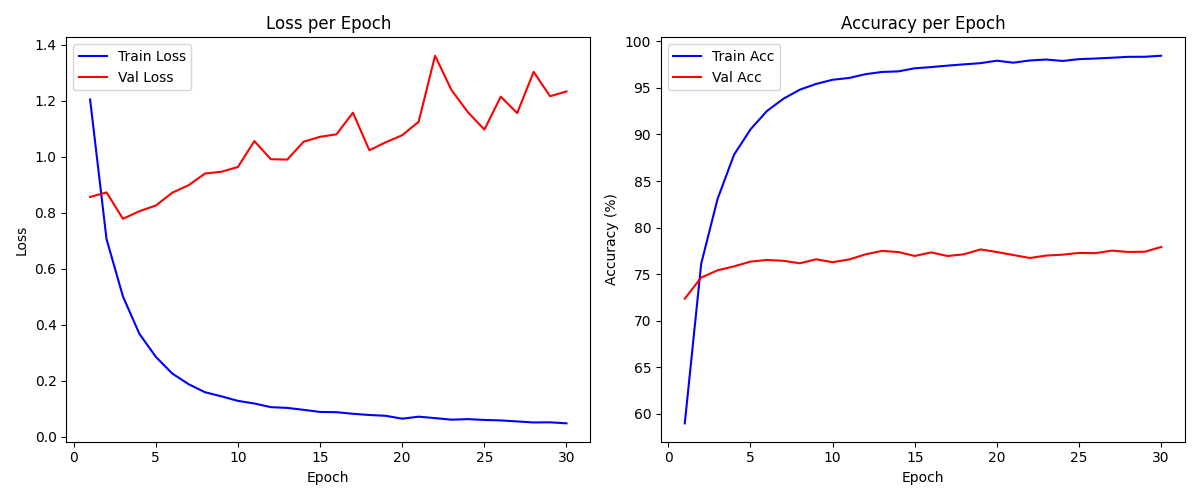 Loss per Epoch
1.4
1.2
1.0
0.8
0.6
0.4
0.2
0.0
Loss
Train Loss
Val Loss
0 5 10 15 20 25 30
Epoch
Accuracy per Epoch
100
95
90
85
80
75
70
65
60
Accuracy (%)
Train Acc
Val Acc
0 5 10 15 20 25 30
Epoch